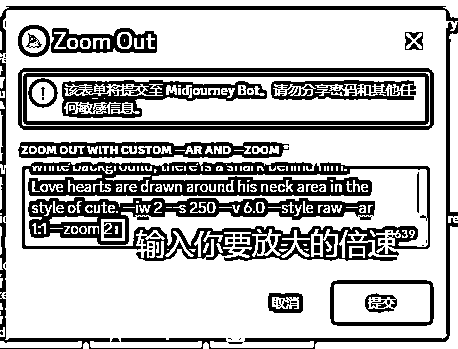 Zoom Out
该表单将提交至 Midjourney Bot。请勿分享密码和其他任
何敏感信息。
ZOOM OUT WITH CUSTOM —AR AND —ZOOM *
white background, there is a shark behind him.
Love hearts are drawn around his neck area in the
style of cute. —iw 2 —s 250 —v 6.0 —style raw —ar
1:1 —zoom 2
输入你要放大的倍速
3639
取消
提交